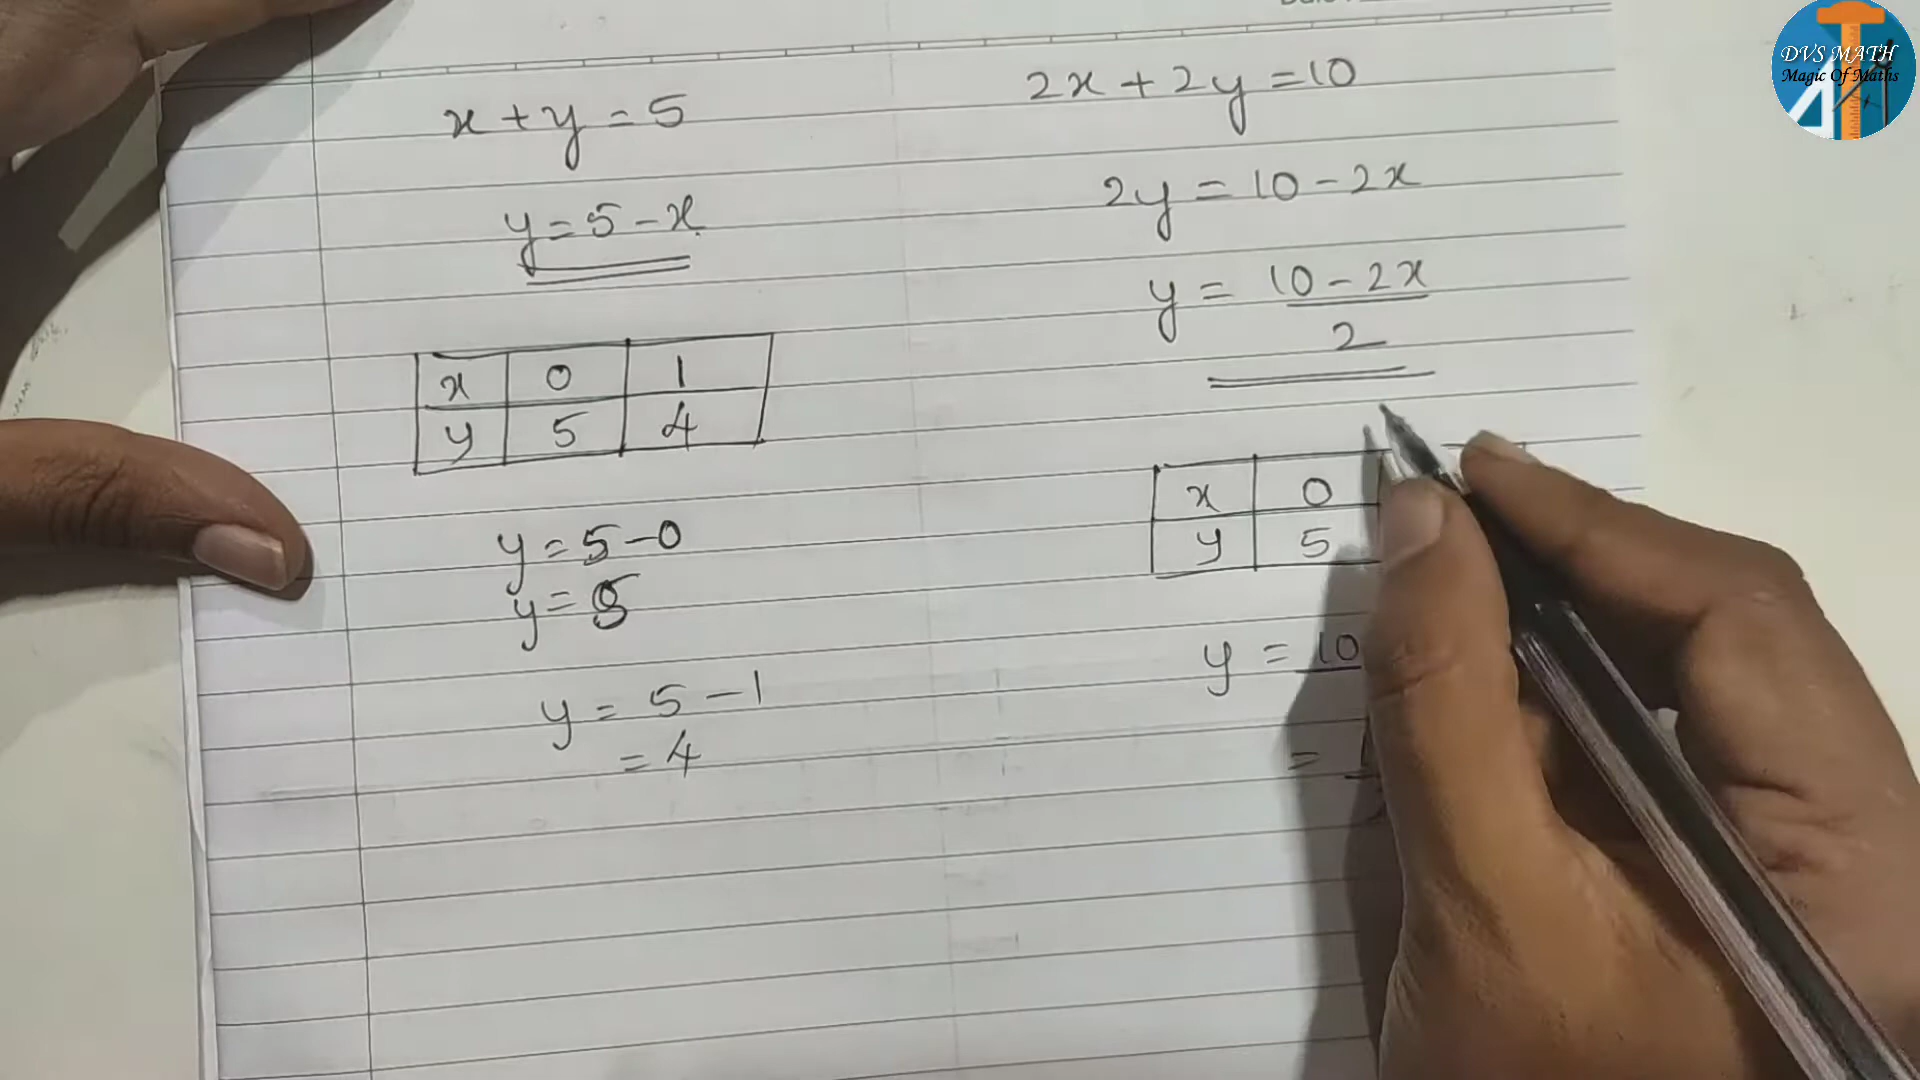 x + y = 5
y = 5 - x
x 0 1
y 5 4
y = 5 - 0
y = 5
y = 5 - 1
= 4
2x + 2y = 10
2y = 10 - 2x
y = 10 - 2x
2
x 0
y 5
y = 10
=
DVS MATH
Magic Of Maths